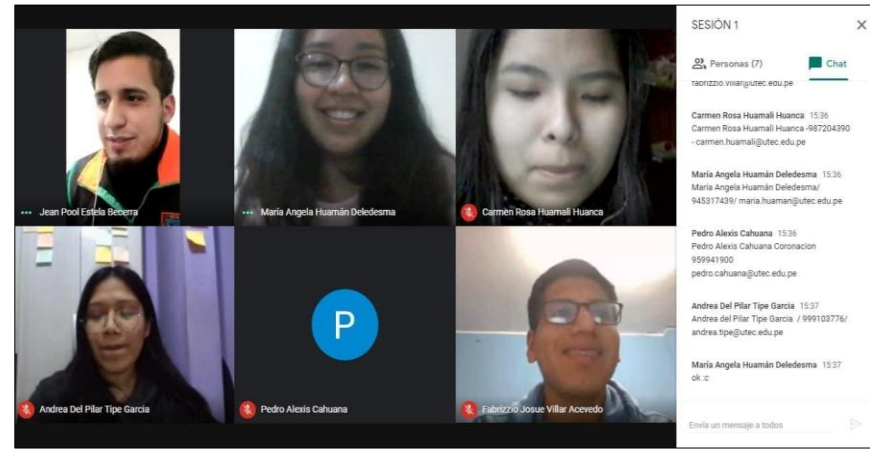 Jean Pool Estela Becerra
María Angela Huamán Deledesma
Carmen Rosa Huamali Huanca
Andrea Del Pilar Tipe Garcia
P
Pedro Alexis Cahuana
Fabrizzio Josue Villar Acevedo
SESIÓN 1
Personas (7)
Chat
fabrizzio.villar@utec.edu.pe
Carmen Rosa Huamali Huanca 15:36
Carmen Rosa Huamali Huanca -987204390
- carmen.huamali@utec.edu.pe
María Angela Huamán Deledesma 15:36
María Angela Huamán Deledesma/
945317439/ maria.huaman@utec.edu.pe
Pedro Alexis Cahuana 15:36
Pedro Alexis Cahuana Coronacion
959941900
pedro.cahuana@utec.edu.pe
Andrea Del Pilar Tipe Garcia 15:37
Andrea del Pilar Tipe Garcia / 999103776/
andrea.tipe@utec.edu.pe
María Angela Huamán Deledesma 15:37
ok :c
Envía un mensaje a todos